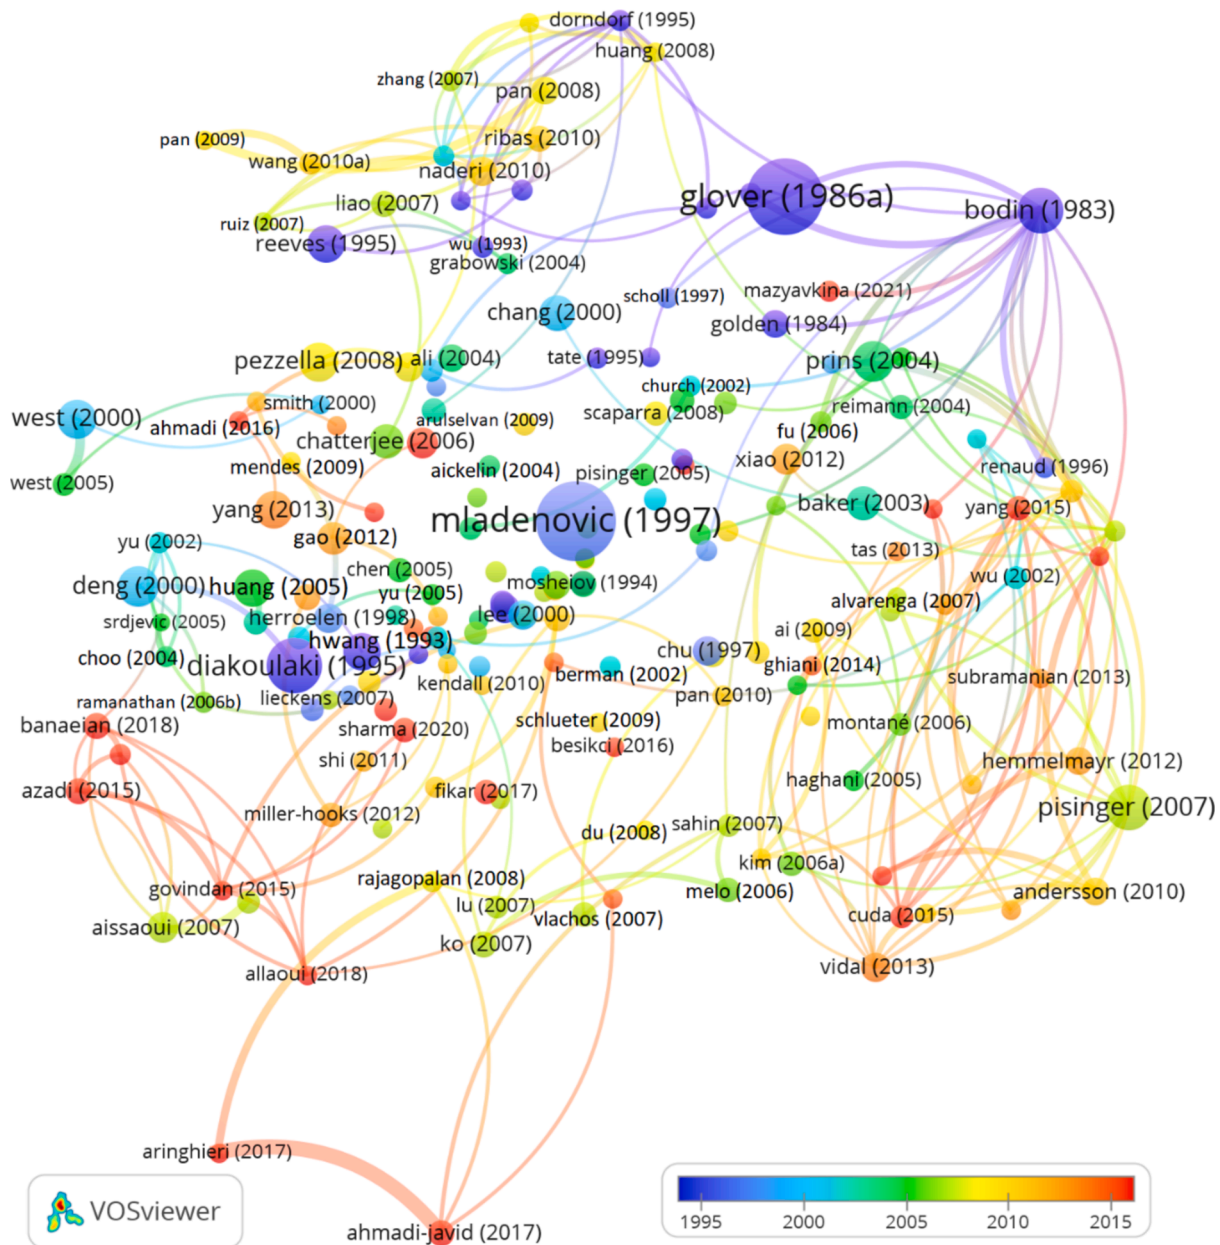 dorndorf (1995)
huang (2008)
zhang (2007)
pan (2008)
pan (2009)
ribas (2010)
wang (2010a)
naderi (2010)
glover (1986a)
liao (2007)
bodin (1983)
ruiz (2007)
reeves (1995)
wu (1993)
grabowski (2004)
mazyavkina (2021)
scholl (1997)
chang (2000)
golden (1984)
pezzella (2008)
ali (2004)
tate (1995)
prins (2004)
church (2002)
smith (2000)
west (2000)
scaparra (2008)
reimann (2004)
ahmadi (2016)
arulselvan (2009)
fu (2006)
chatterjee (2006)
mendes (2009)
aickelin (2004)
pisinger (2005)
xiao (2012)
renaud (1996)
west (2005)
yang (2013)
mladenovic (1997)
baker (2003)
yang (2015)
gao (2012)
yu (2002)
tas (2013)
chen (2005)
mosheiov (1994)
wu (2002)
deng (2000)
huang (2005)
yu (2005)
alvarenga (2007)
srdjevic (2005)
herroelen (1998)
lee (2000)
ai (2009)
hwang (1993)
choo (2004)
diakoulaki (1995)
chu (1997)
ghiani (2014)
berman (2002)
kendall (2010)
subramanian (2013)
ramanathan (2006b)
lieckens (2007)
pan (2010)
banaeian (2018)
sharma (2020)
schlueter (2009)
montané (2006)
besikci (2016)
shi (2011)
hemmelmayr (2012)
haghani (2005)
azadi (2015)
fikar (2017)
pisinger (2007)
miller-hooks (2012)
du (2008)
sahin (2007)
kim (2006a)
rajagopalan (2008)
govindan (2015)
melo (2006)
andersson (2010)
lu (2007)
vlachos (2007)
cuda (2015)
aissaoui (2007)
ko (2007)
allaoui (2018)
vidal (2013)
aringhieri (2017)
VOSviewer
ahmadi-javid (2017)
1995 2000 2005 2010 2015